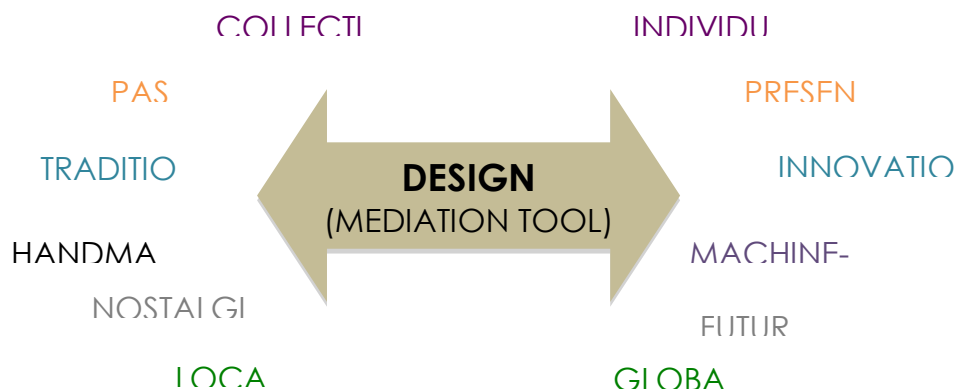 COLLECTI INDIVIDU
PAS PRESEN
TRADITIO DESIGN INNOVATIO
(MEDIATION TOOL)
HANDMA MACHINE-
NOSTALGI FUTUR
LOCA GLOBA